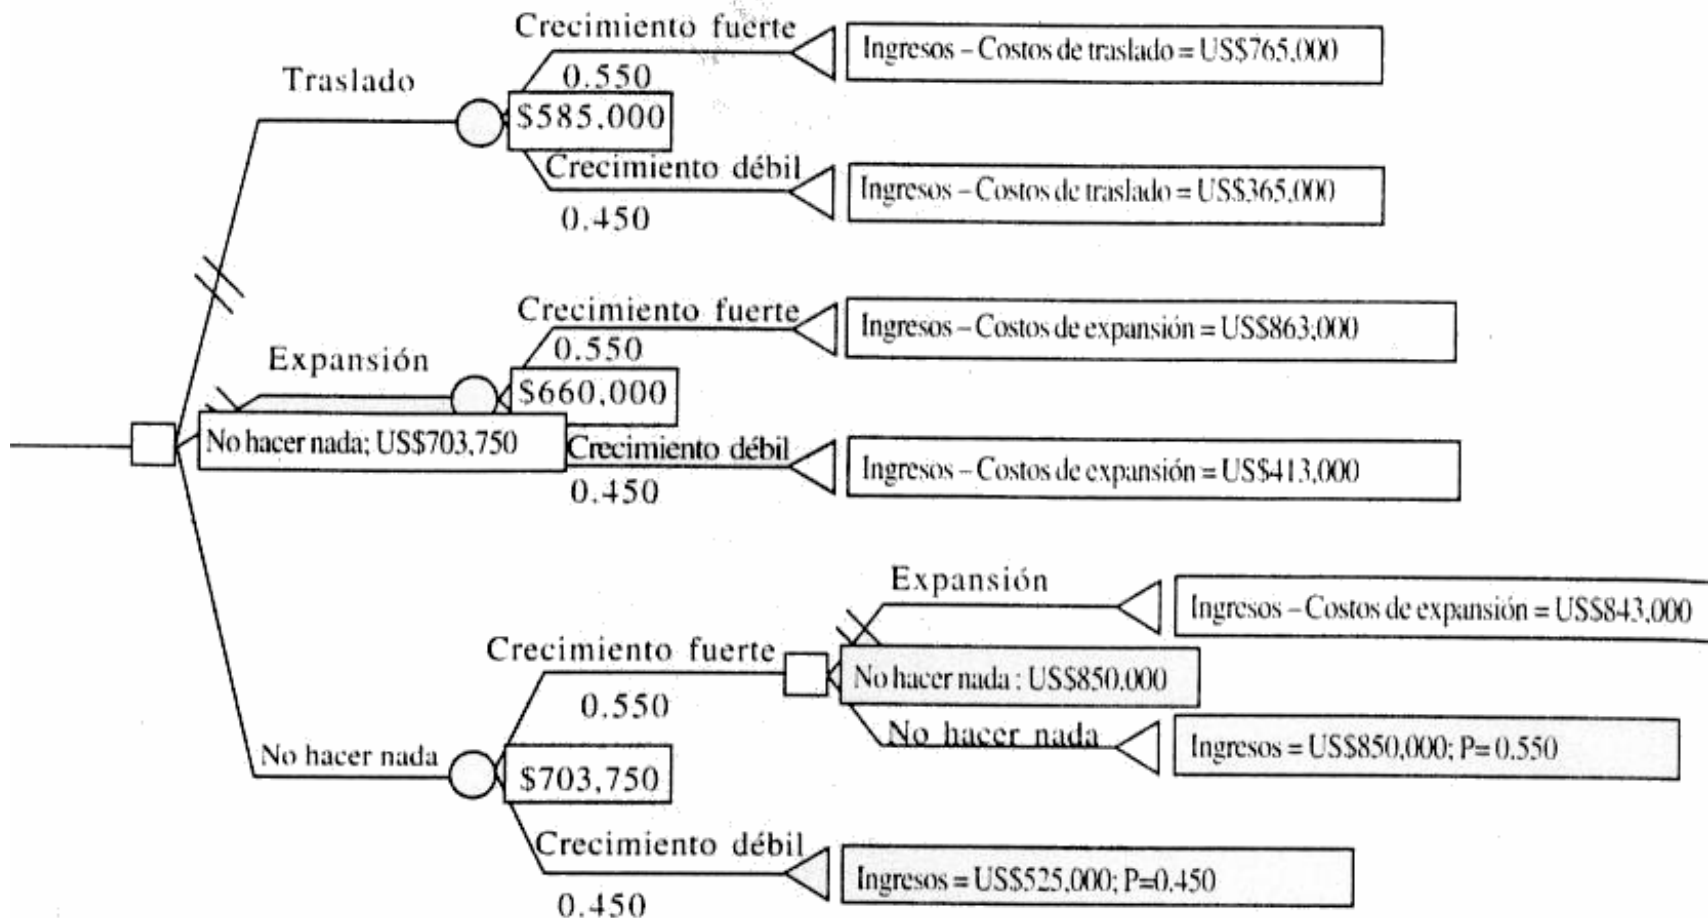 Crecimiento fuerte
Ingresos – Costos de traslado = US$765,000
Traslado
0.550
$585,000
Crecimiento débil
Ingresos – Costos de traslado = US$365,000
0.450
Crecimiento fuerte
Ingresos – Costos de expansión = US$863,000
Expansión
0.550
$660,000
No hacer nada; US$703,750
Crecimiento débil
Ingresos – Costos de expansión = US$413,000
0.450
Expansión
Ingresos – Costos de expansión = US$843,000
Crecimiento fuerte
No hacer nada : US$850,000
0.550
No hacer nada
Ingresos = US$850,000; P= 0.550
No hacer nada
$703,750
Crecimiento débil
Ingresos = US$525,000; P=0.450
0.450